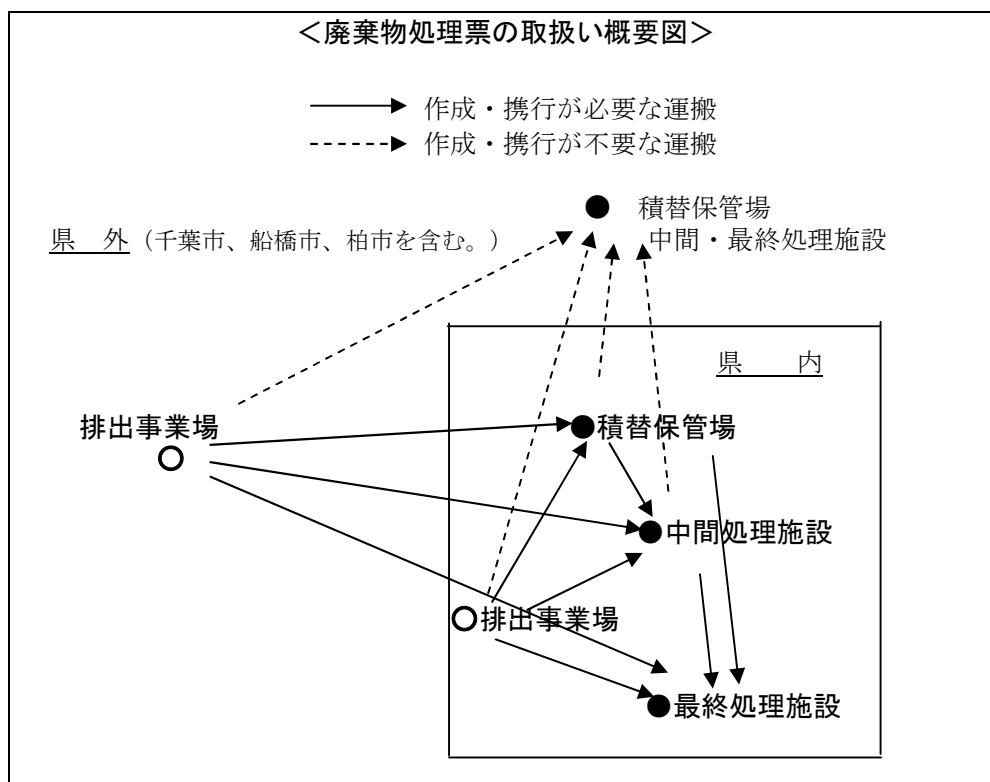 ＜廃棄物処理票の取扱い概要図＞
作成・携行が必要な運搬
作成・携行が不要な運搬
積替保管場
県　外（千葉市、船橋市、柏市を含む。）
中間・最終処理施設
県　　内
排出事業場
積替保管場
中間処理施設
排出事業場
最終処理施設